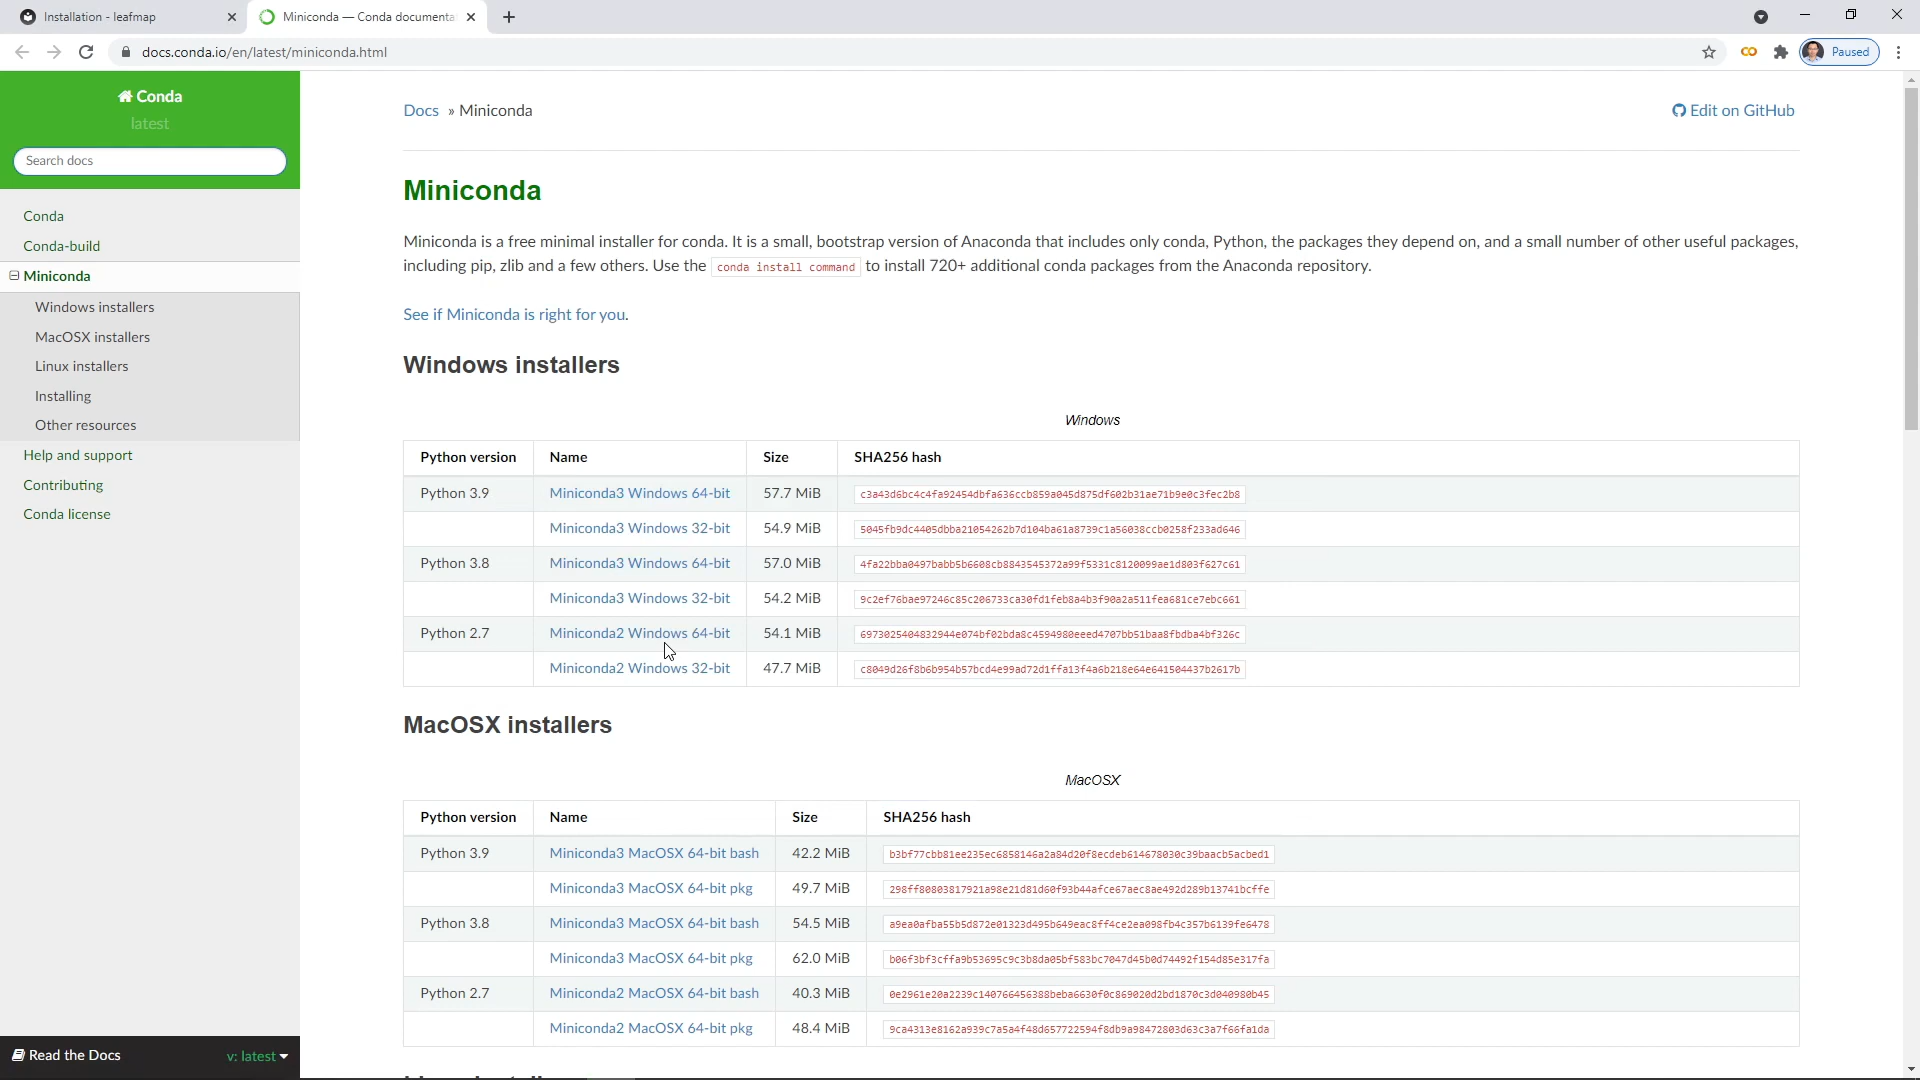 Installation - leafmap
Miniconda — Conda documenta
docs.conda.io/en/latest/miniconda.html
Paused
Conda
latest
Search docs
Conda
Conda-build
Miniconda
Windows installers
MacOSX installers
Linux installers
Installing
Other resources
Help and support
Contributing
Conda license
Read the Docs
v: latest
Docs » Miniconda
Edit on GitHub
Miniconda
Miniconda is a free minimal installer for conda. It is a small, bootstrap version of Anaconda that includes only conda, Python, the packages they depend on, and a small number of other useful packages,
including pip, zlib and a few others. Use the conda install command to install 720+ additional conda packages from the Anaconda repository.
See if Miniconda is right for you.
Windows installers
Windows
Python version Name Size SHA256 hash
Python 3.9 Miniconda3 Windows 64-bit 57.7 MiB c3a43d6bc4c4fa92454dbfa636ccb859a045d875df602b31ae71b9e0c3fec2b8
Miniconda3 Windows 32-bit 54.9 MiB 5045fb9dc4405dbba21054262b7d104ba61a8739c1a56038ccb0258f233ad646
Python 3.8 Miniconda3 Windows 64-bit 57.0 MiB 4fa22bba0497babb5b6608cb8843545372a99f5331c8120099ae1d803f627c61
Miniconda3 Windows 32-bit 54.2 MiB 9c2ef76bae97246c85c206733ca30fd1feb8a4b3f90a2a511fea681ce7ebc661
Python 2.7 Miniconda2 Windows 64-bit 54.1 MiB 6973025404832944e074bf02bda8c4594980eeed4707bb51baa8fbdba4bf326c
Miniconda2 Windows 32-bit 47.7 MiB c8049d26f8b6b954b57bcd4e99ad72d1ffa13f4a6b218e64e641504437b2617b
MacOSX installers
MacOSX
Python version Name Size SHA256 hash
Python 3.9 Miniconda3 MacOSX 64-bit bash 42.2 MiB b3bf77cbb81ee235ec6858146a2a84d20f8ecdeb614678030c39baacb5acbed1
Miniconda3 MacOSX 64-bit pkg 49.7 MiB 298ff80803817921a98e21d81d60f93b44afce67aec8ae492d289b13741bcffe
Python 3.8 Miniconda3 MacOSX 64-bit bash 54.5 MiB a9ea0afba55b5d872e01323d495b649eac8ff4ce2ea098fb4c357b6139fe6478
Miniconda3 MacOSX 64-bit pkg 62.0 MiB b06f3bf3cffa9b53695c9c3b8da05bf583bc7047d45b0d74492f154d85e317fa
Python 2.7 Miniconda2 MacOSX 64-bit bash 40.3 MiB 0e2961e20a2239c140766456388beba6630f0c869020d2bd1870c3d040980b45
Miniconda2 MacOSX 64-bit pkg 48.4 MiB 9ca4313e8162a939c7a5a4f48d657722594f8db9a98472803d63c3a7f66fa1da